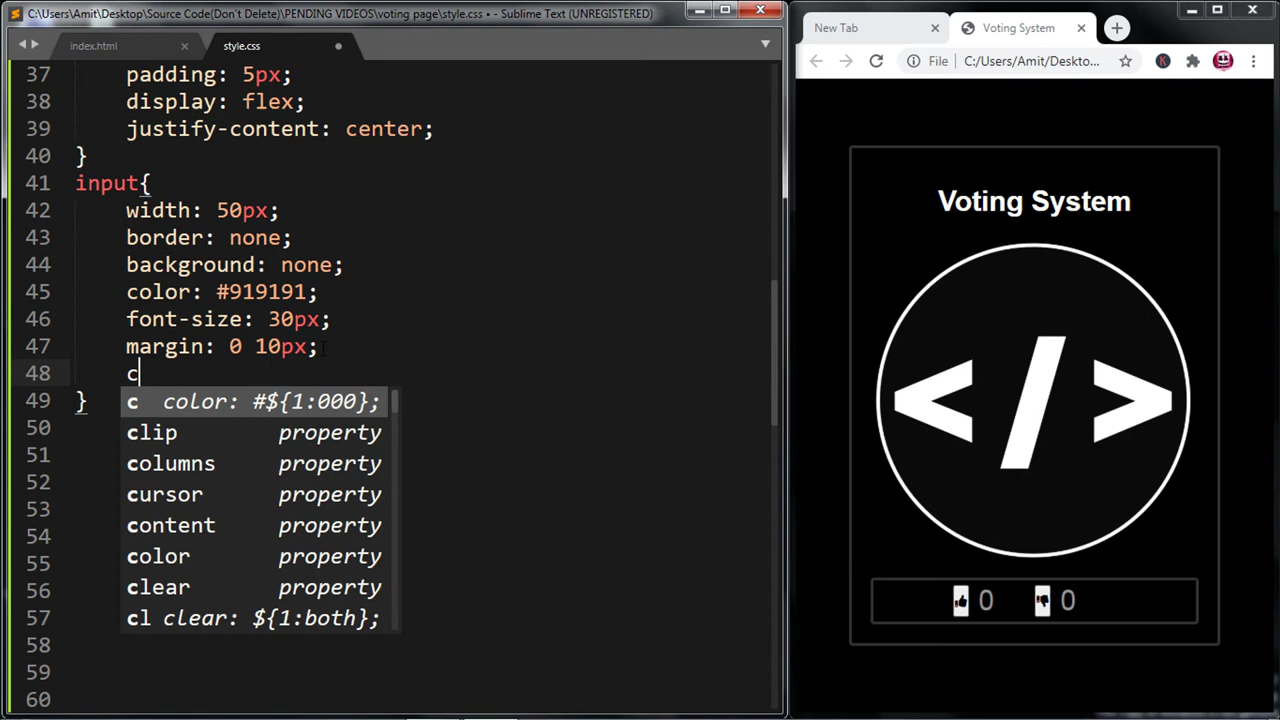 C:\Users\Amit\Desktop\Source Code(Don't Delete)\PENDING VIDEOS\voting page\style.css • - Sublime Text (UNREGISTERED)
index.html
style.css
37 padding: 5px;
38 display: flex;
39 justify-content: center;
40 }
41 input{
42 width: 50px;
43 border: none;
44 background: none;
45 color: #919191;
46 font-size: 30px;
47 margin: 0 10px;
48 c
49 }
50
51
52
53
54
55
56
57
58
59
60
c color: #${1:000};
clip property
columns property
cursor property
content property
color property
clear property
cl clear: ${1:both};
New Tab
Voting System
File C:/Users/Amit/Deskto...
K
Voting System
</>
0 0